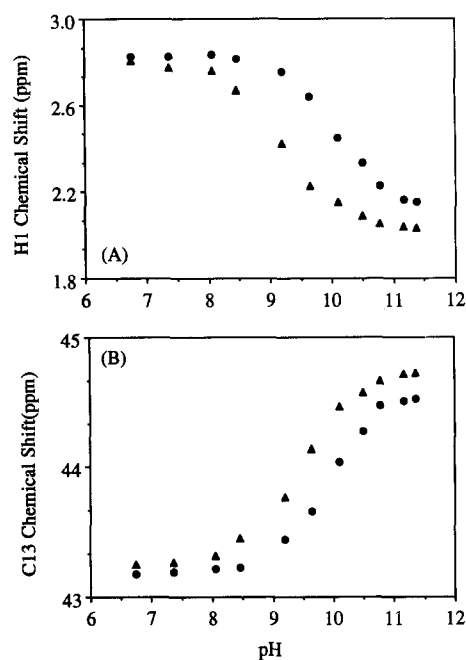 3.0
2.6
2.2
1.8
H1 Chemical Shift (ppm)
(A)
6 7 8 9 10 11 12
45
44
43
C13 Chemical Shift(ppm)
(B)
6 7 8 9 10 11 12
pH